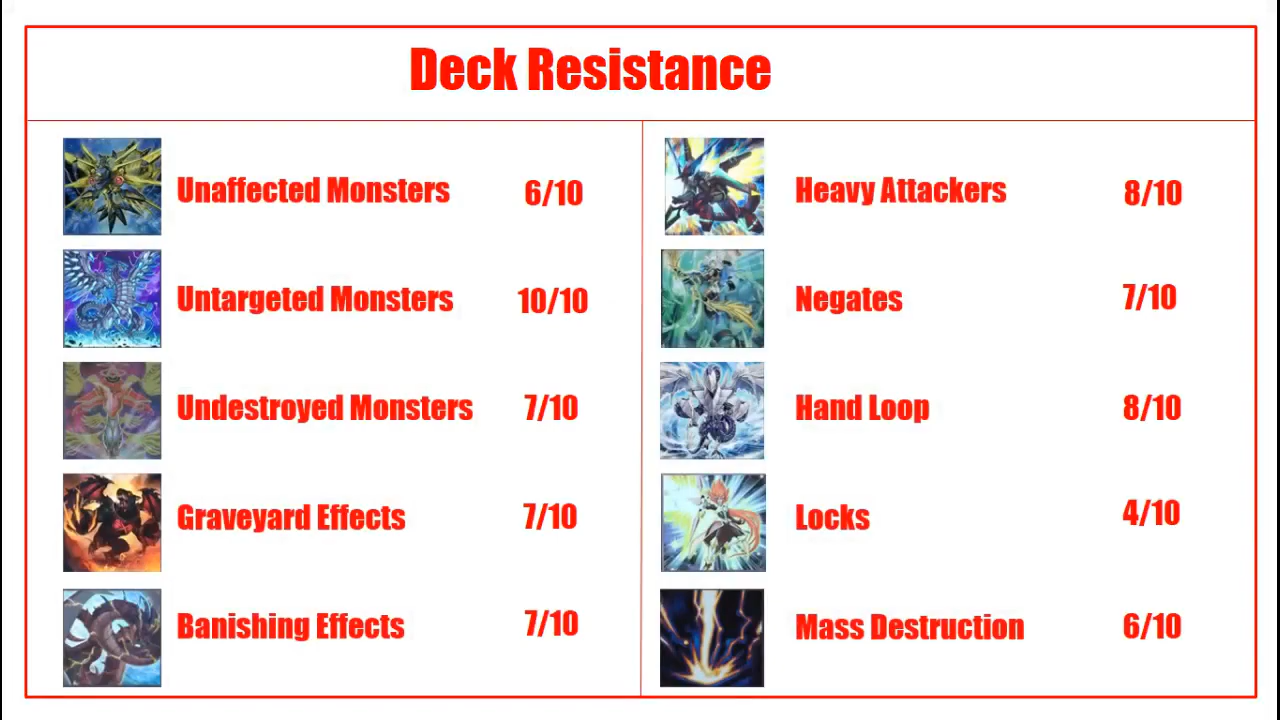 Deck Resistance
Unaffected Monsters 6/10
Untargeted Monsters 10/10
Undestroyed Monsters 7/10
Graveyard Effects 7/10
Banishing Effects 7/10
Heavy Attackers 8/10
Negates 7/10
Hand Loop 8/10
Locks 4/10
Mass Destruction 6/10